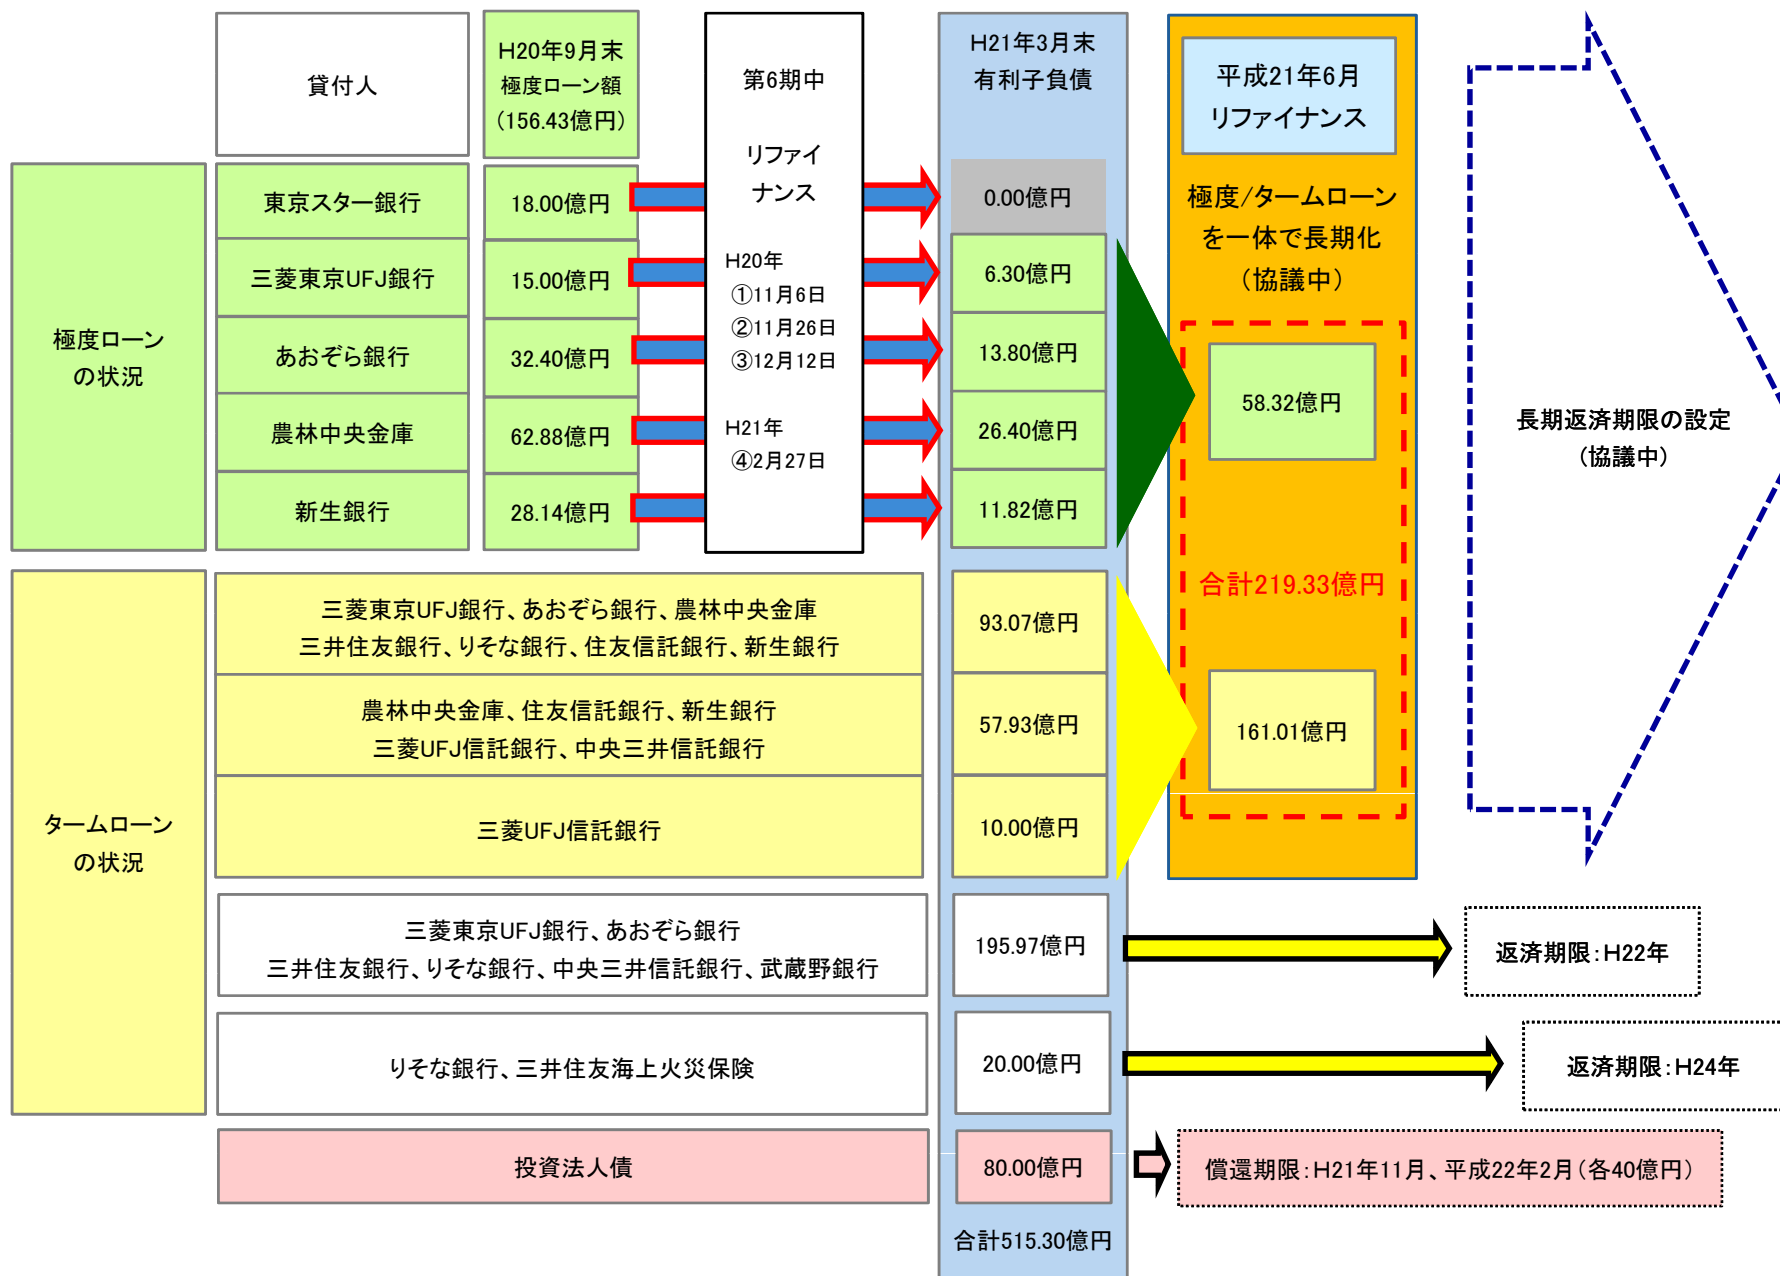 貸付人
H20年9月末
極度ローン額
(156.43億円)
第6期中
リファイ
ナンス
H20年
①11月6日
②11月26日
③12月12日
H21年
④2月27日
H21年3月末
有利子負債
平成21年6月
リファイナンス
極度/タームローン
を一体で長期化
(協議中)
極度ローン
の状況
東京スター銀行
18.00億円
0.00億円
三菱東京UFJ銀行
15.00億円
6.30億円
あおぞら銀行
32.40億円
13.80億円
農林中央金庫
62.88億円
26.40億円
新生銀行
28.14億円
11.82億円
58.32億円
合計219.33億円
161.01億円
長期返済期限の設定
(協議中)
タームローン
の状況
三菱東京UFJ銀行、あおぞら銀行、農林中央金庫
三井住友銀行、りそな銀行、住友信託銀行、新生銀行
93.07億円
農林中央金庫、住友信託銀行、新生銀行
三菱UFJ信託銀行、中央三井信託銀行
57.93億円
三菱UFJ信託銀行
10.00億円
三菱東京UFJ銀行、あおぞら銀行
三井住友銀行、りそな銀行、中央三井信託銀行、武蔵野銀行
195.97億円
返済期限：H22年
りそな銀行、三井住友海上火災保険
20.00億円
返済期限：H24年
投資法人債
80.00億円
償還期限：H21年11月、平成22年2月(各40億円)
合計515.30億円